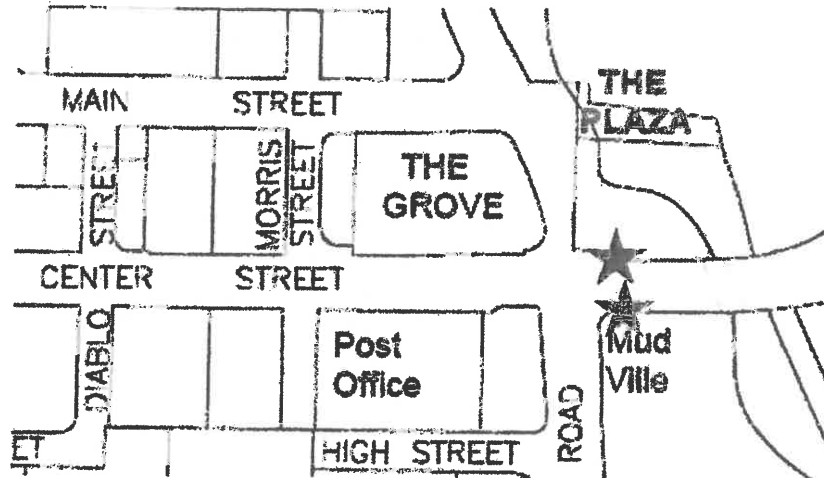 MAIN STREET
THE
PLAZA
MORRIS
STREET
STREET
THE
GROVE
CENTER STREET
DIABLO
Post
Office
Mud
Ville
ROAD
ET
HIGH STREET